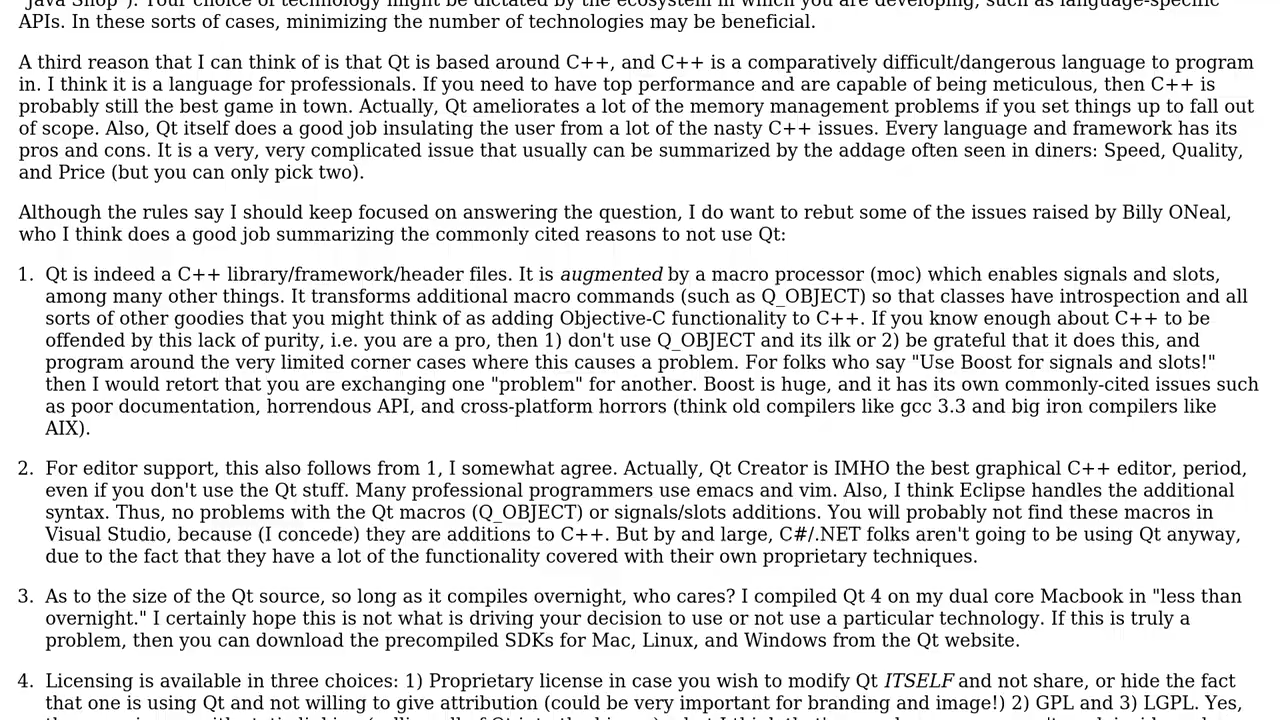 "Java Shop"). Your choice of technology might be dictated by the ecosystem in which you are developing, such as language-specific
APIs. In these sorts of cases, minimizing the number of technologies may be beneficial.
A third reason that I can think of is that Qt is based around C++, and C++ is a comparatively difficult/dangerous language to program
in. I think it is a language for professionals. If you need to have top performance and are capable of being meticulous, then C++ is
probably still the best game in town. Actually, Qt ameliorates a lot of the memory management problems if you set things up to fall out
of scope. Also, Qt itself does a good job insulating the user from a lot of the nasty C++ issues. Every language and framework has its
pros and cons. It is a very, very complicated issue that usually can be summarized by the addage often seen in diners: Speed, Quality,
and Price (but you can only pick two).
Although the rules say I should keep focused on answering the question, I do want to rebut some of the issues raised by Billy ONeal,
who I think does a good job summarizing the commonly cited reasons to not use Qt:
1. Qt is indeed a C++ library/framework/header files. It is augmented by a macro processor (moc) which enables signals and slots,
among many other things. It transforms additional macro commands (such as Q_OBJECT) so that classes have introspection and all
sorts of other goodies that you might think of as adding Objective-C functionality to C++. If you know enough about C++ to be
offended by this lack of purity, i.e. you are a pro, then 1) don't use Q_OBJECT and its ilk or 2) be grateful that it does this, and
program around the very limited corner cases where this causes a problem. For folks who say "Use Boost for signals and slots!"
then I would retort that you are exchanging one "problem" for another. Boost is huge, and it has its own commonly-cited issues such
as poor documentation, horrendous API, and cross-platform horrors (think old compilers like gcc 3.3 and big iron compilers like
AIX).
2. For editor support, this also follows from 1, I somewhat agree. Actually, Qt Creator is IMHO the best graphical C++ editor, period,
even if you don't use the Qt stuff. Many professional programmers use emacs and vim. Also, I think Eclipse handles the additional
syntax. Thus, no problems with the Qt macros (Q_OBJECT) or signals/slots additions. You will probably not find these macros in
Visual Studio, because (I concede) they are additions to C++. But by and large, C#/.NET folks aren't going to be using Qt anyway,
due to the fact that they have a lot of the functionality covered with their own proprietary techniques.
3. As to the size of the Qt source, so long as it compiles overnight, who cares? I compiled Qt 4 on my dual core Macbook in "less than
overnight." I certainly hope this is not what is driving your decision to use or not use a particular technology. If this is truly a
problem, then you can download the precompiled SDKs for Mac, Linux, and Windows from the Qt website.
4. Licensing is available in three choices: 1) Proprietary license in case you wish to modify Qt ITSELF and not share, or hide the fact
that one is using Qt and not willing to give attribution (could be very important for branding and image!) 2) GPL and 3) LGPL. Yes,